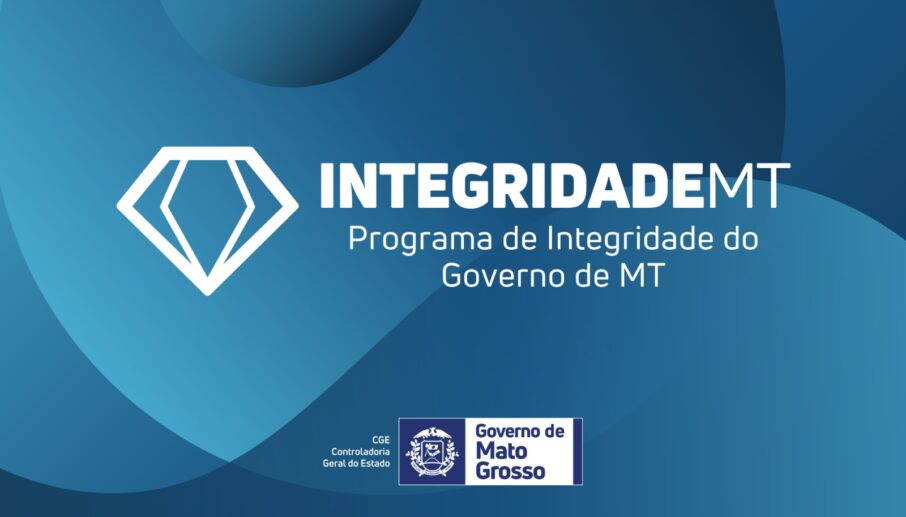 INTEGRIDADEMT
Programa de Integridade do
Governo de MT
CGE
Controladoria
Geral do Estado
Governo de
Mato
Grosso